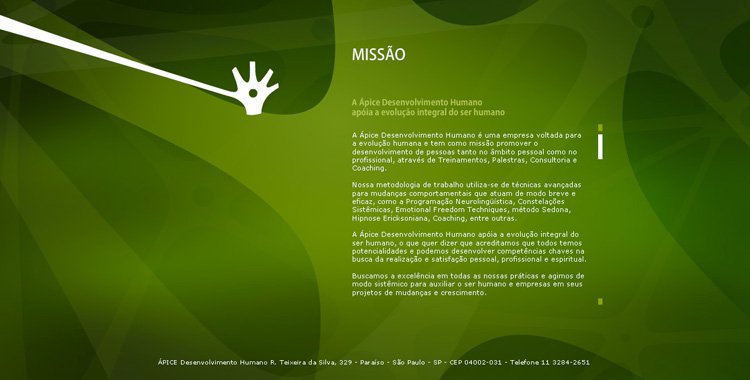 MISSÃO
A Ápice Desenvolvimento Humano
apóia a evolução integral do ser humano
A Ápice Desenvolvimento Humano é uma empresa voltada para
a evolução humana e tem como missão promover o
desenvolvimento de pessoas tanto no âmbito pessoal como no
profissional, através de Treinamentos, Palestras, Consultoria e
Coaching.
Nossa metodologia de trabalho utiliza-se de técnicas avançadas
para mudanças comportamentais que atuam de modo breve e
eficaz, como a Programação Neurolingüística, Constelações
Sistêmicas, Emotional Freedom Techniques, método Sedona,
Hipnose Ericksoniana, Coaching, entre outras.
A Ápice Desenvolvimento Humano apóia a evolução integral do
ser humano, o que quer dizer que acreditamos que todos temos
potencialidades e podemos desenvolver competências chaves na
busca da realização e satisfação pessoal, profissional e espiritual.
Buscamos a excelência em todas as nossas práticas e agimos de
modo sistêmico para auxiliar o ser humano e empresas em seus
projetos de mudanças e crescimento.
ÁPICE Desenvolvimento Humano R. Teixeira da Silva, 329 - Paraíso - São Paulo - SP - CEP 04002-031 - Telefone 11 3284-2651